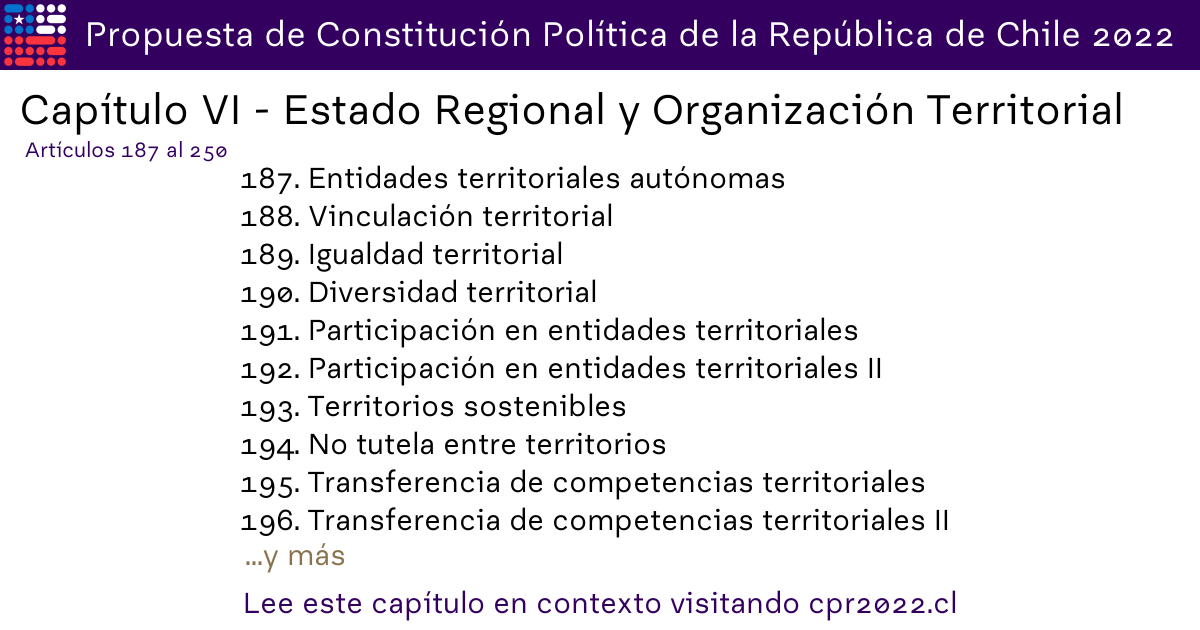 Propuesta de Constitución Política de la República de Chile 2022
Capítulo VI - Estado Regional y Organización Territorial
Artículos 187 al 250
187. Entidades territoriales autónomas
188. Vinculación territorial
189. Igualdad territorial
190. Diversidad territorial
191. Participación en entidades territoriales
192. Participación en entidades territoriales II
193. Territorios sostenibles
194. No tutela entre territorios
195. Transferencia de competencias territoriales
196. Transferencia de competencias territoriales II
...y más
Lee este capítulo en contexto visitando cpr2022.cl